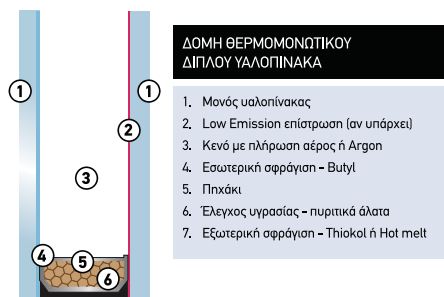 ΔΟΜΗ ΘΕΡΜΟΜΟΝΩΤΙΚΟΥ
ΔΙΠΛΟΥ ΥΑΛΟΠΙΝΑΚΑ
1. Μονός υαλοπίνακας
2. Low Emission επίστρωση (αν υπάρχει)
3. Κενό με πλήρωση αέρος ή Argon
4. Εσωτερική σφράγιση - Butyl
5. Πηχάκι
6. Έλεγχος υγρασίας - πυριτικά άλατα
7. Εξωτερική σφράγιση - Thiokol ή Hot melt
1
1
2
3
4
5
6